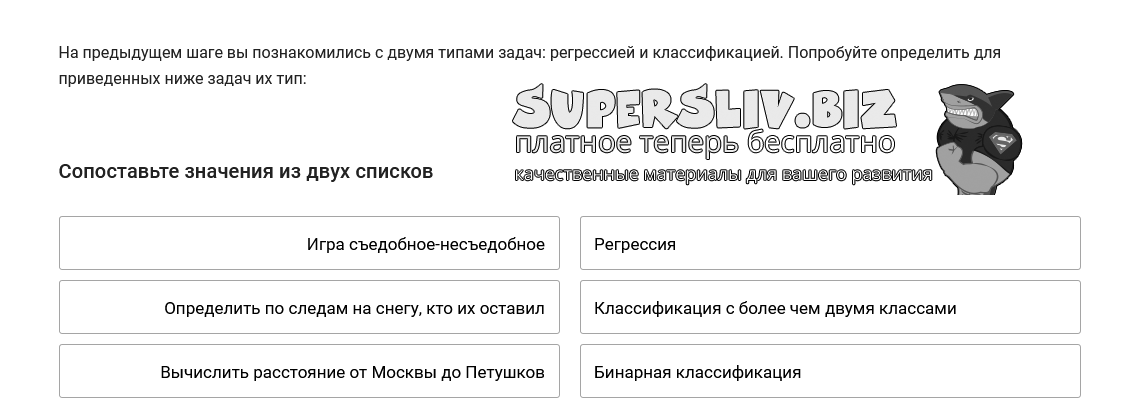 На предыдущем шаге вы познакомились с двумя типами задач: регрессией и классификацией. Попробуйте определить для
приведенных ниже задач их тип:
SUPERSLIV.BIZ
платное теперь бесплатно
качественные материалы для вашего развития
Сопоставьте значения из двух списков
Игра съедобное-несъедобное
Регрессия
Определить по следам на снегу, кто их оставил
Классификация с более чем двумя классами
Вычислить расстояние от Москвы до Петушков
Бинарная классификация